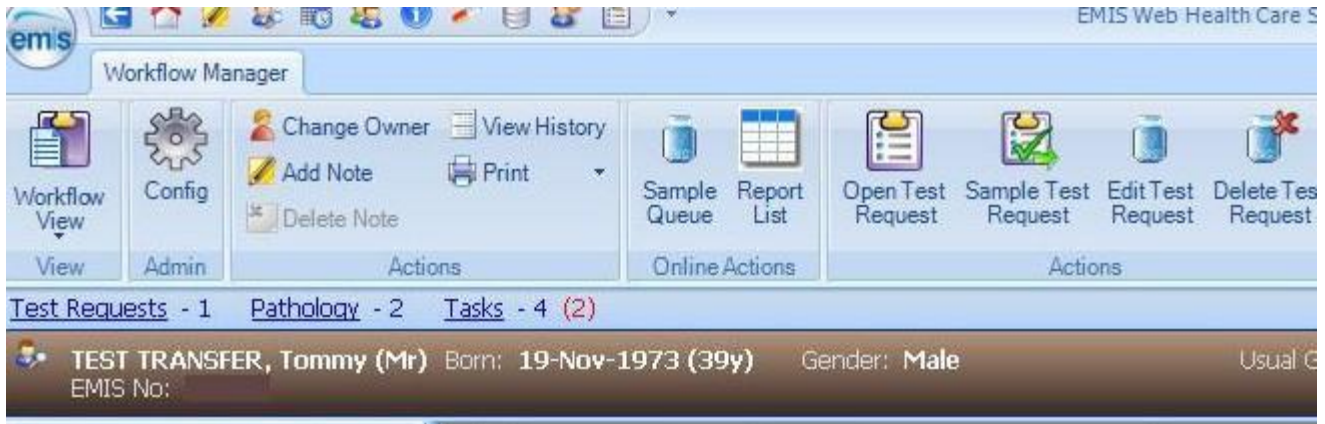 EMIS Web Health Care S
emis
Workflow Manager
Change Owner View History
Add Note Print
Delete Note
Workflow View
Config
Sample Queue
Report List
Open Test Request
Sample Test Request
Edit Test Request
Delete Tes Request
View Admin Actions Online Actions Actions
Test Requests - 1 Pathology - 2 Tasks - 4 (2)
TEST TRANSFER, Tommy (Mr) Born: 19-Nov-1973 (39y) Gender: Male Usual G
EMIS No: